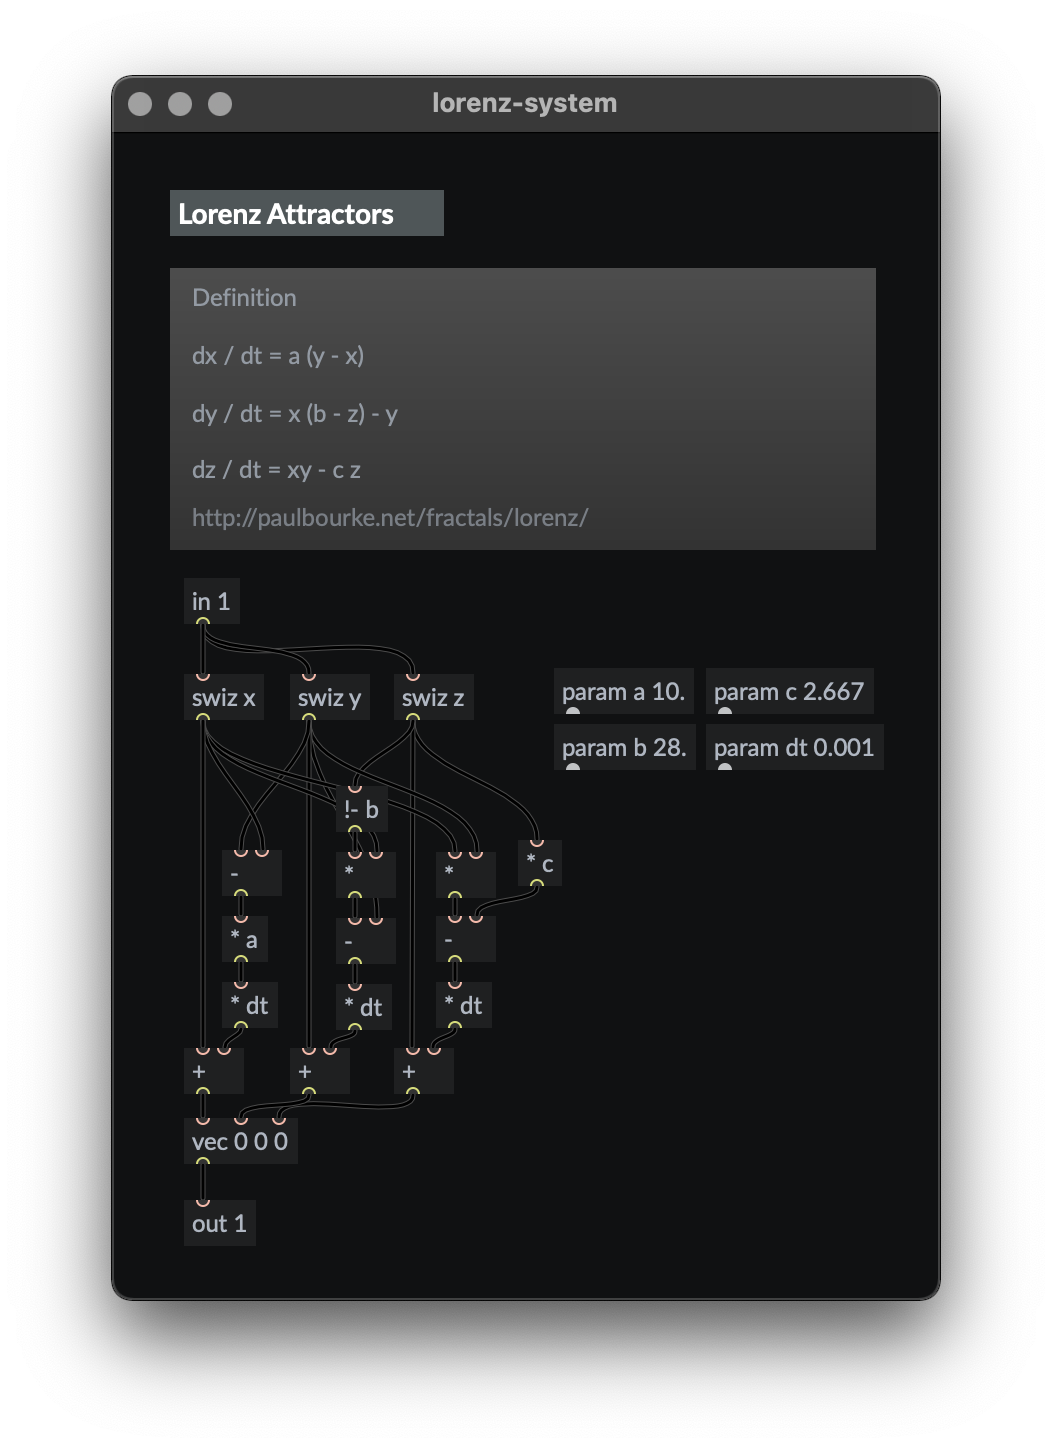 lorenz-system
Lorenz Attractors
Definition
dx / dt = a (y - x)
dy / dt = x (b - z) - y
dz / dt = xy - c z
http://paulbourke.net/fractals/lorenz/
in 1
swiz x
swiz y
swiz z
param a 10.
param c 2.667
param b 28.
param dt 0.001
!- b
-
*
*
* c
* a
-
-
* dt
* dt
* dt
+
+
+
vec 0 0 0
out 1